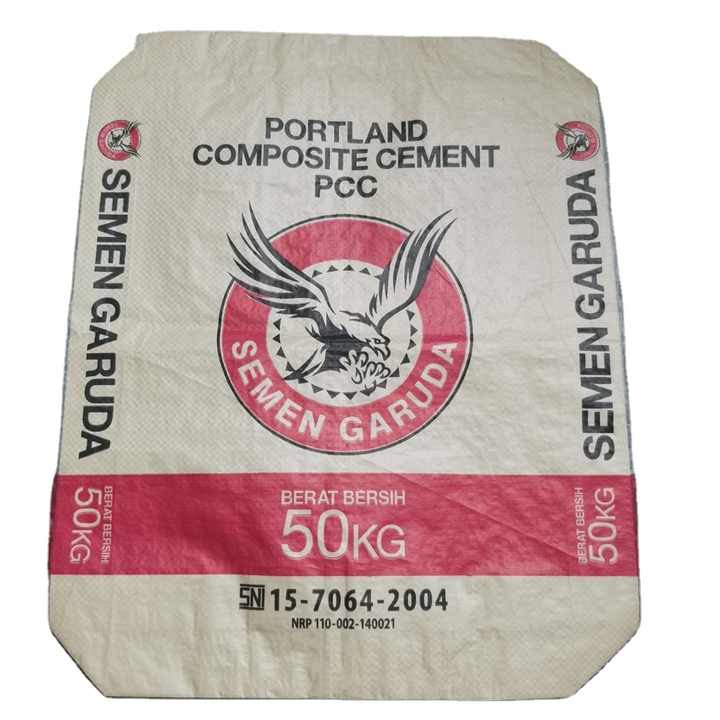 PORTLAND
COMPOSITE CEMENT
PCC
SEMEN GARUDA
SEMEN GARUDA
SEMEN GARUDA
BERAT BERSIH
50KG
BERAT BERSIH
50KG
BERAT BERSIH
50KG
SNI 15-7064-2004
NRP 110-002-140021